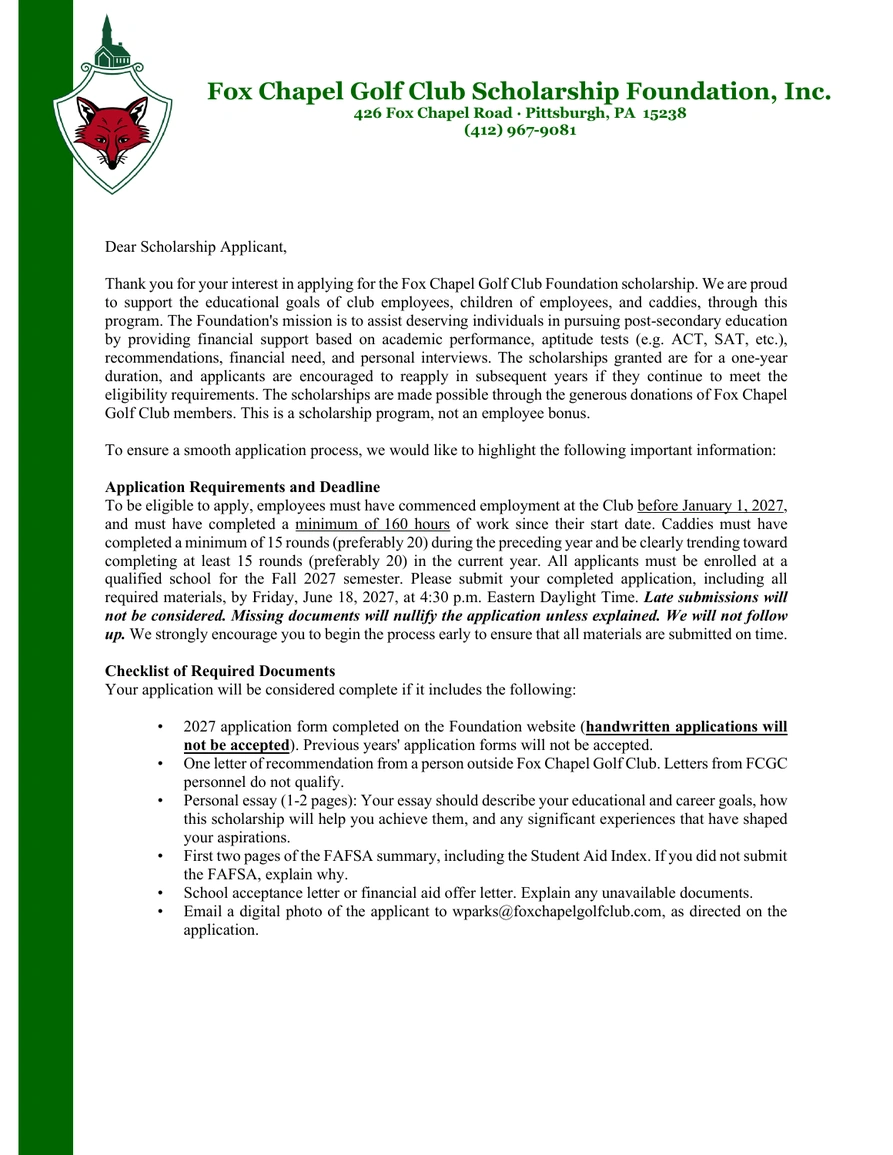 Fox Chapel Golf Club Scholarship Foundation, Inc.
426 Fox Chapel Road · Pittsburgh, PA  15238
(412) 967-9081
Dear Scholarship Applicant,
Thank you for your interest in applying for the Fox Chapel Golf Club Foundation scholarship. We are proud
to support the educational goals of club employees, children of employees, and caddies, through this
program. The Foundation's mission is to assist deserving individuals in pursuing post-secondary education
by providing financial support based on academic performance, aptitude tests (e.g. ACT, SAT, etc.),
recommendations, financial need, and personal interviews. The scholarships granted are for a one-year
duration, and applicants are encouraged to reapply in subsequent years if they continue to meet the
eligibility requirements. The scholarships are made possible through the generous donations of Fox Chapel
Golf Club members. This is a scholarship program, not an employee bonus.
To ensure a smooth application process, we would like to highlight the following important information:
Application Requirements and Deadline
To be eligible to apply, employees must have commenced employment at the Club before January 1, 2027,
and must have completed a minimum of 160 hours of work since their start date. Caddies must have
completed a minimum of 15 rounds (preferably 20) during the preceding year and be clearly trending toward
completing at least 15 rounds (preferably 20) in the current year. All applicants must be enrolled at a
qualified school for the Fall 2027 semester. Please submit your completed application, including all
required materials, by Friday, June 18, 2027, at 4:30 p.m. Eastern Daylight Time. Late submissions will
not be considered. Missing documents will nullify the application unless explained. We will not follow
up. We strongly encourage you to begin the process early to ensure that all materials are submitted on time.
Checklist of Required Documents
Your application will be considered complete if it includes the following:
• 2027 application form completed on the Foundation website (handwritten applications will
not be accepted). Previous years' application forms will not be accepted.
• One letter of recommendation from a person outside Fox Chapel Golf Club. Letters from FCGC
personnel do not qualify.
• Personal essay (1-2 pages): Your essay should describe your educational and career goals, how
this scholarship will help you achieve them, and any significant experiences that have shaped
your aspirations.
• First two pages of the FAFSA summary, including the Student Aid Index. If you did not submit
the FAFSA, explain why.
• School acceptance letter or financial aid offer letter. Explain any unavailable documents.
• Email a digital photo of the applicant to wparks@foxchapelgolfclub.com, as directed on the
application.